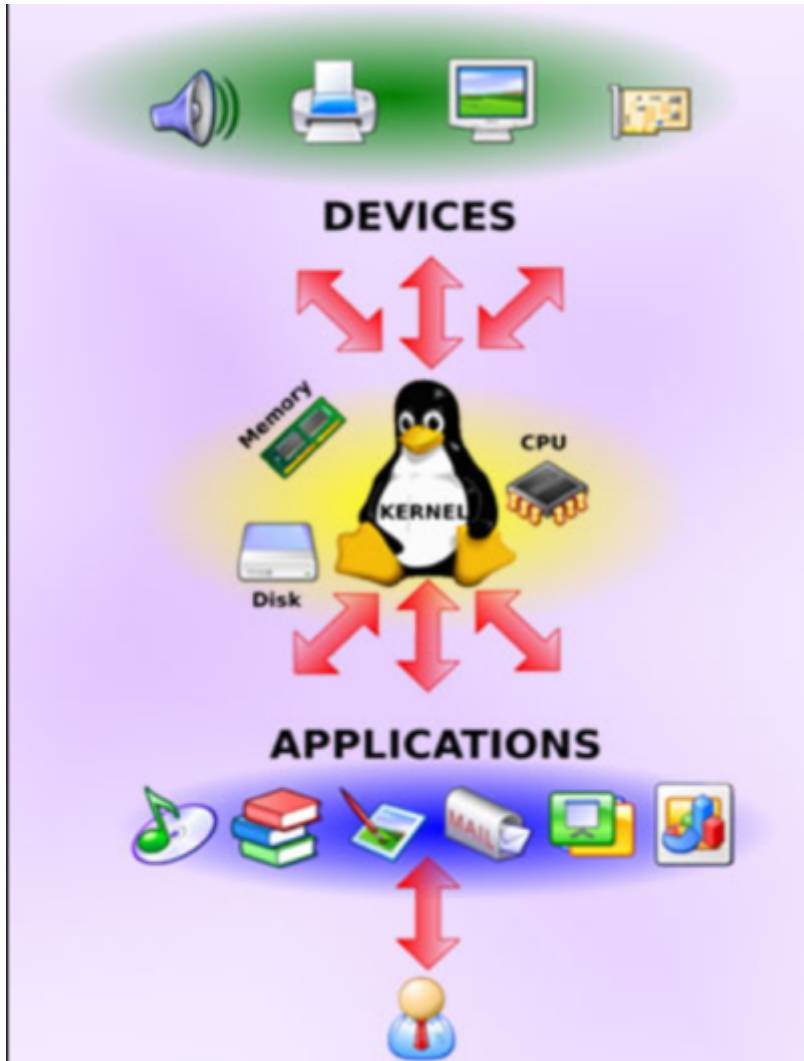 DEVICES
Memory
CPU
KERNEL
Disk
APPLICATIONS
MAIL